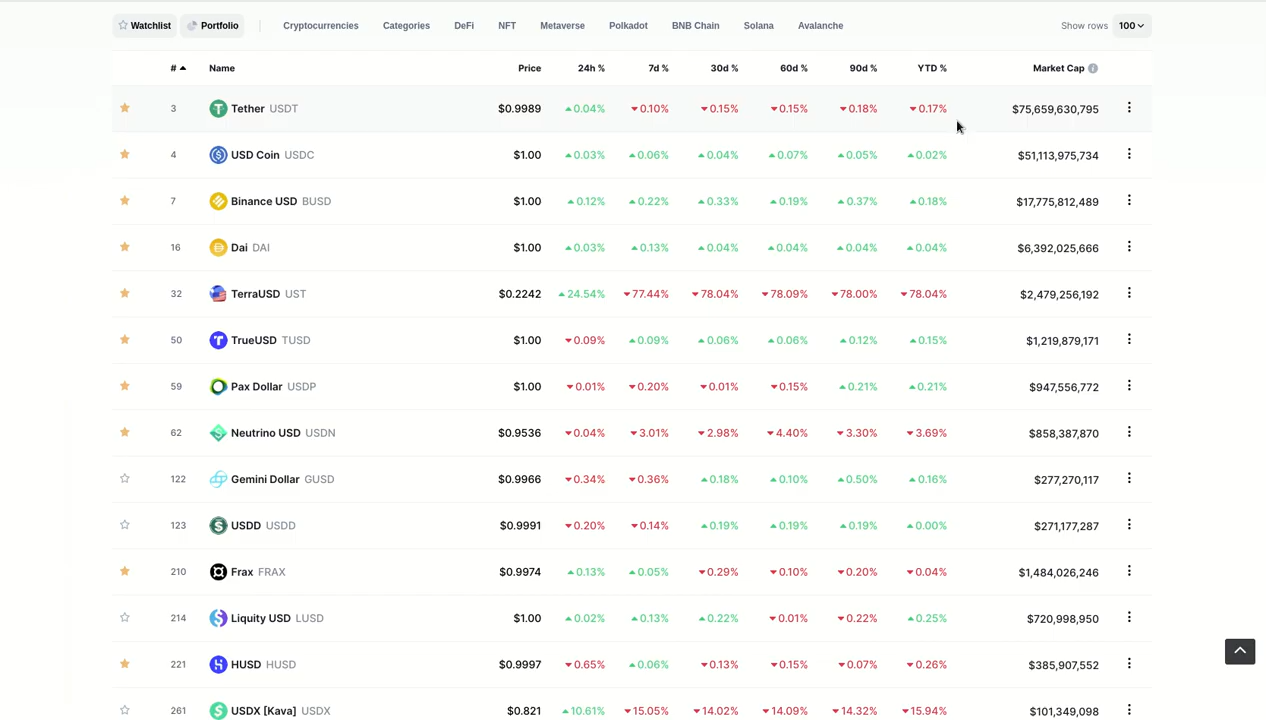 Watchlist Portfolio Cryptocurrencies Categories DeFi NFT Metaverse Polkadot BNB Chain Solana Avalanche Show rows 100
# Name Price 24h % 7d % 30d % 60d % 90d % YTD % Market Cap
3 Tether USDT $0.9989 0.04% 0.10% 0.15% 0.15% 0.18% 0.17% $75,659,630,795
4 USD Coin USDC $1.00 0.03% 0.06% 0.04% 0.07% 0.05% 0.02% $51,113,975,734
7 Binance USD BUSD $1.00 0.12% 0.22% 0.33% 0.19% 0.37% 0.18% $17,775,812,489
16 Dai DAI $1.00 0.03% 0.13% 0.04% 0.04% 0.04% 0.04% $6,392,025,666
32 TerraUSD UST $0.2242 24.54% 77.44% 78.04% 78.09% 78.00% 78.04% $2,479,256,192
50 TrueUSD TUSD $1.00 0.09% 0.09% 0.06% 0.06% 0.12% 0.15% $1,219,879,171
59 Pax Dollar USDP $1.00 0.01% 0.20% 0.01% 0.15% 0.21% 0.21% $947,556,772
62 Neutrino USD USDN $0.9536 0.04% 3.01% 2.98% 4.40% 3.30% 3.69% $858,387,870
122 Gemini Dollar GUSD $0.9966 0.34% 0.36% 0.18% 0.10% 0.50% 0.16% $277,270,117
123 USDD USDD $0.9991 0.20% 0.14% 0.19% 0.19% 0.19% 0.00% $271,177,287
210 Frax FRAX $0.9974 0.13% 0.05% 0.29% 0.10% 0.20% 0.04% $1,484,026,246
214 Liquity USD LUSD $1.00 0.02% 0.13% 0.22% 0.01% 0.22% 0.25% $720,998,950
221 HUSD HUSD $0.9997 0.65% 0.06% 0.13% 0.15% 0.07% 0.26% $385,907,552
261 USDX [Kava] USDX $0.821 10.61% 15.05% 14.02% 14.09% 14.32% 15.94% $101,349,098